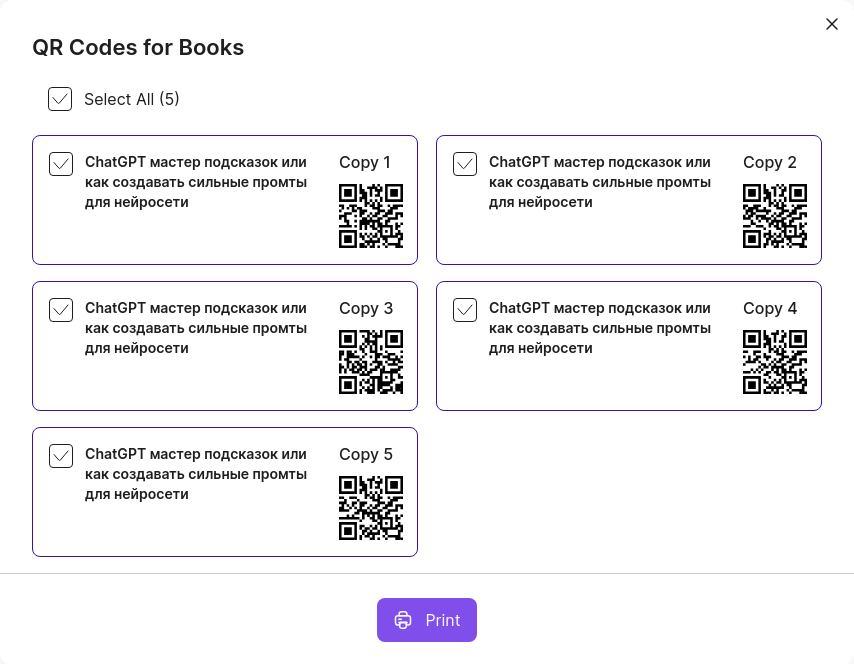 QR Codes for Books
Select All (5)
ChatGPT мастер подсказок или
как создавать сильные промты
для нейросети
Copy 1
ChatGPT мастер подсказок или
как создавать сильные промты
для нейросети
Copy 2
ChatGPT мастер подсказок или
как создавать сильные промты
для нейросети
Copy 3
ChatGPT мастер подсказок или
как создавать сильные промты
для нейросети
Copy 4
ChatGPT мастер подсказок или
как создавать сильные промты
для нейросети
Copy 5
Print